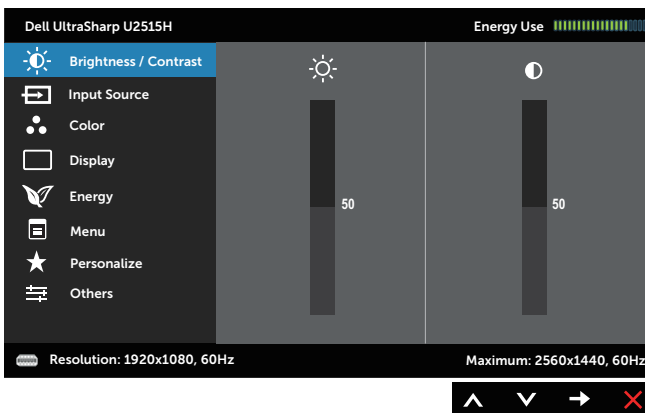 Dell UltraSharp U2515H
Energy Use
Brightness / Contrast
Input Source
Color
Display
Energy
Menu
Personalize
Others
50
50
Resolution: 1920x1080, 60Hz
Maximum: 2560x1440, 60Hz